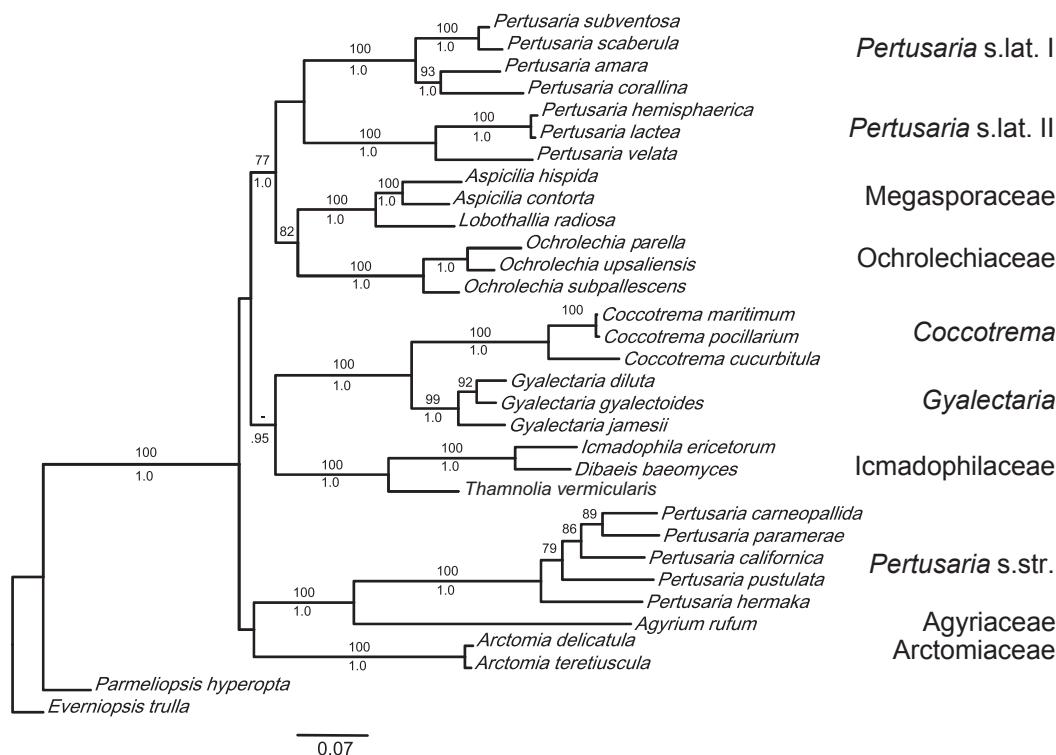 100
Pertusaria subventosa
100
1.0
Pertusaria scaberula
Pertusaria s.lat. I
1.0
93
Pertusaria amara
1.0
Pertusaria corallina
100
Pertusaria hemisphaerica
100
1.0
Pertusaria lactea
Pertusaria s.lat. II
1.0
Pertusaria velata
77
1.0
100
Aspicilia hispida
100
1.0
Aspicilia contorta
Megasporaceae
1.0
Lobothallia radiosa
82
Ochrolechia parella
100
1.0
Ochrolechia upsaliensis
Ochrolechiaceae
1.0
Ochrolechia subpallescens
100
Coccotrema maritimum
100
1.0
Coccotrema pocillarium
Coccotrema
Coccotrema cucurbitula
100
1.0
92
Gyalectaria diluta
99
Gyalectaria gyalectoides
Gyalectaria
1.0
Gyalectaria jamesii
-
.95
100
Icmadophila ericetorum
100
1.0
Dibaeis baeomyces
Icmadophilaceae
1.0
Thamnolia vermicularis
100
1.0
89
Pertusaria carneopallida
86
Pertusaria paramerae
79
Pertusaria californica
Pertusaria s.str.
100
1.0
Pertusaria pustulata
100
1.0
Pertusaria hermaka
Agyrium rufum
Agyriaceae
100
1.0
Arctomia delicatula
Arctomiaceae
Arctomia teretiuscula
Parmeliopsis hyperopta
Everniopsis trulla
0.07